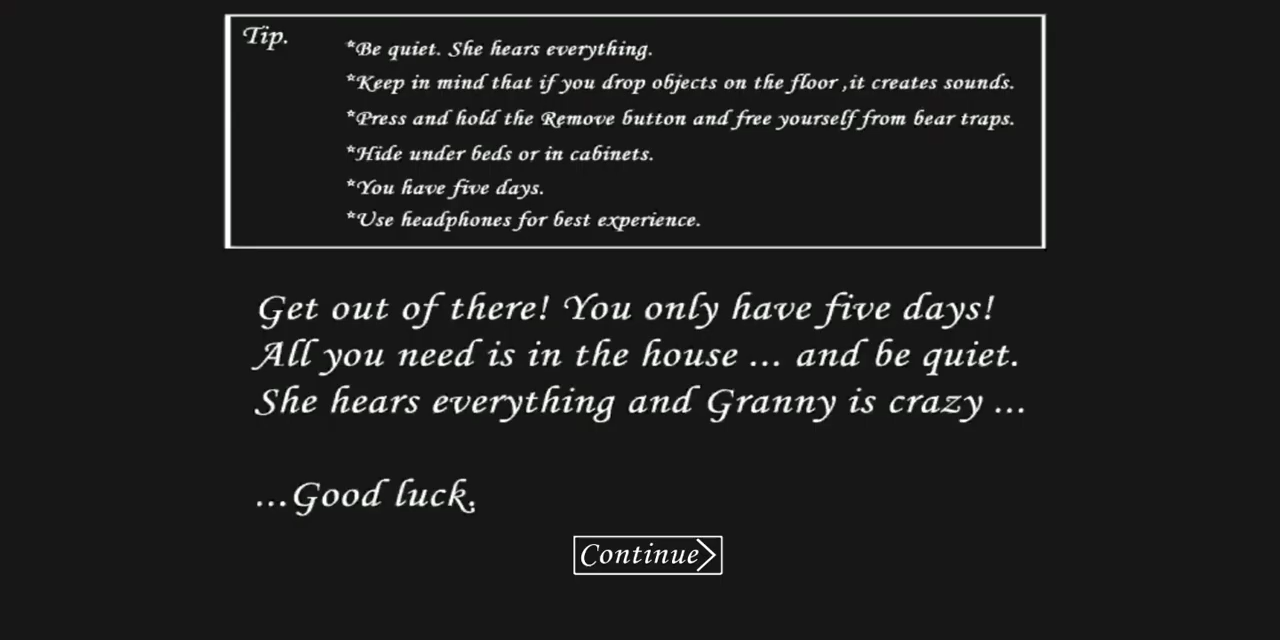 Tip.
*Be quiet. She hears everything.
*Keep in mind that if you drop objects on the floor ,it creates sounds.
*Press and hold the Remove button and free yourself from bear traps.
*Hide under beds or in cabinets.
*You have five days.
*Use headphones for best experience.
Get out of there! You only have five days!
All you need is in the house ... and be quiet.
She hears everything and Granny is crazy ...
...Good luck.
Continue